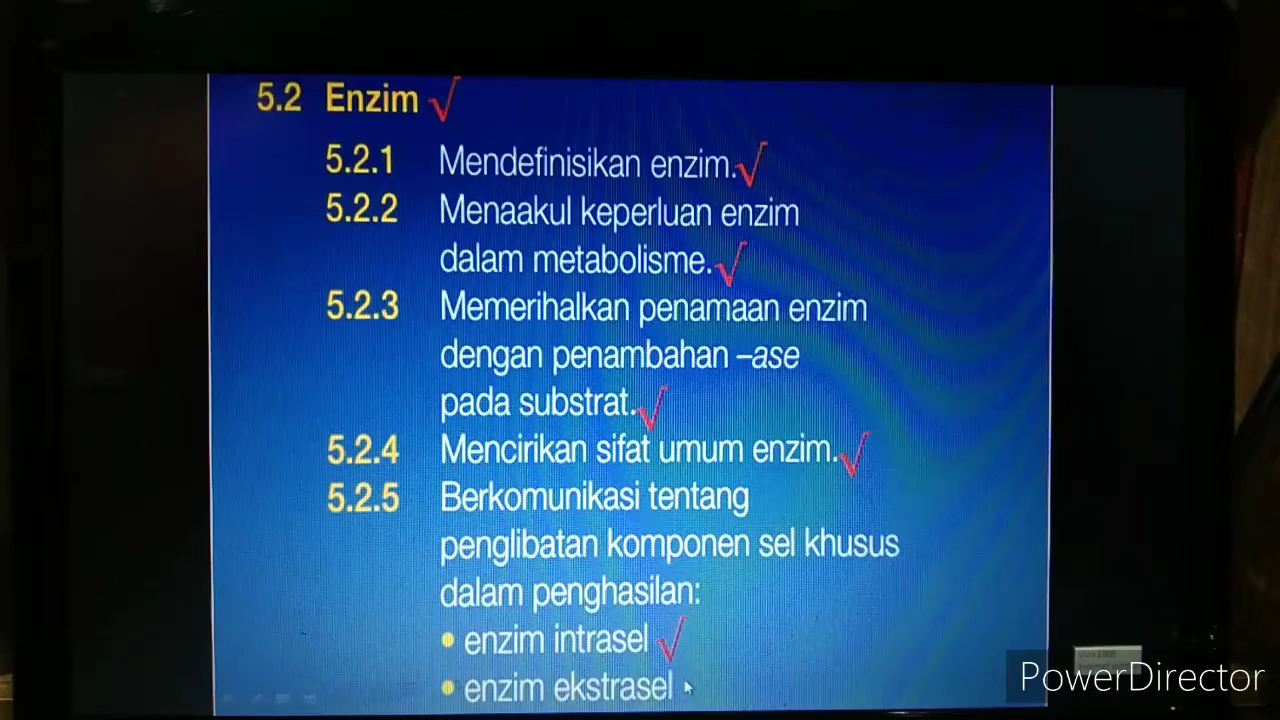 5.2 Enzim √
5.2.1 Mendefinisikan enzim. √
5.2.2 Menaakul keperluan enzim
dalam metabolisme. √
5.2.3 Memerihalkan penamaan enzim
dengan penambahan –ase
pada substrat. √
5.2.4 Mencirikan sifat umum enzim. √
5.2.5 Berkomunikasi tentang
penglibatan komponen sel khusus
dalam penghasilan:
• enzim intrasel √
• enzim ekstrasel
PowerDirector